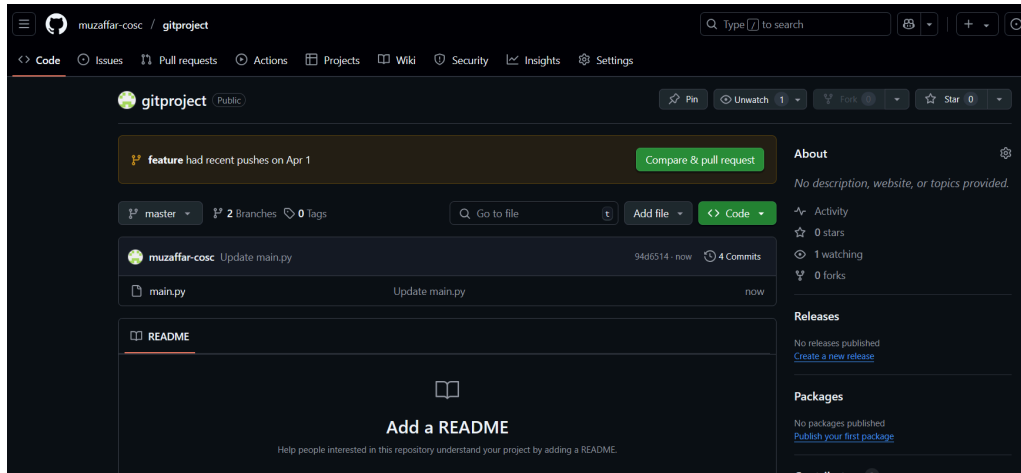 muzaffar-cosc / gitproject
Type / to search
Code Issues Pull requests Actions Projects Wiki Security Insights Settings
gitproject Public
Pin Unwatch 1 Fork 0 Star 0
feature had recent pushes on Apr 1
Compare & pull request
master 2 Branches 0 Tags
Go to file t Add file Code
muzaffar-cosc Update main.py
94d6514 · now 4 Commits
main.py Update main.py now
README
Add a README
Help people interested in this repository understand your project by adding a README.
About
No description, website, or topics provided.
Activity
0 stars
1 watching
0 forks
Releases
No releases published
Create a new release
Packages
No packages published
Publish your first package